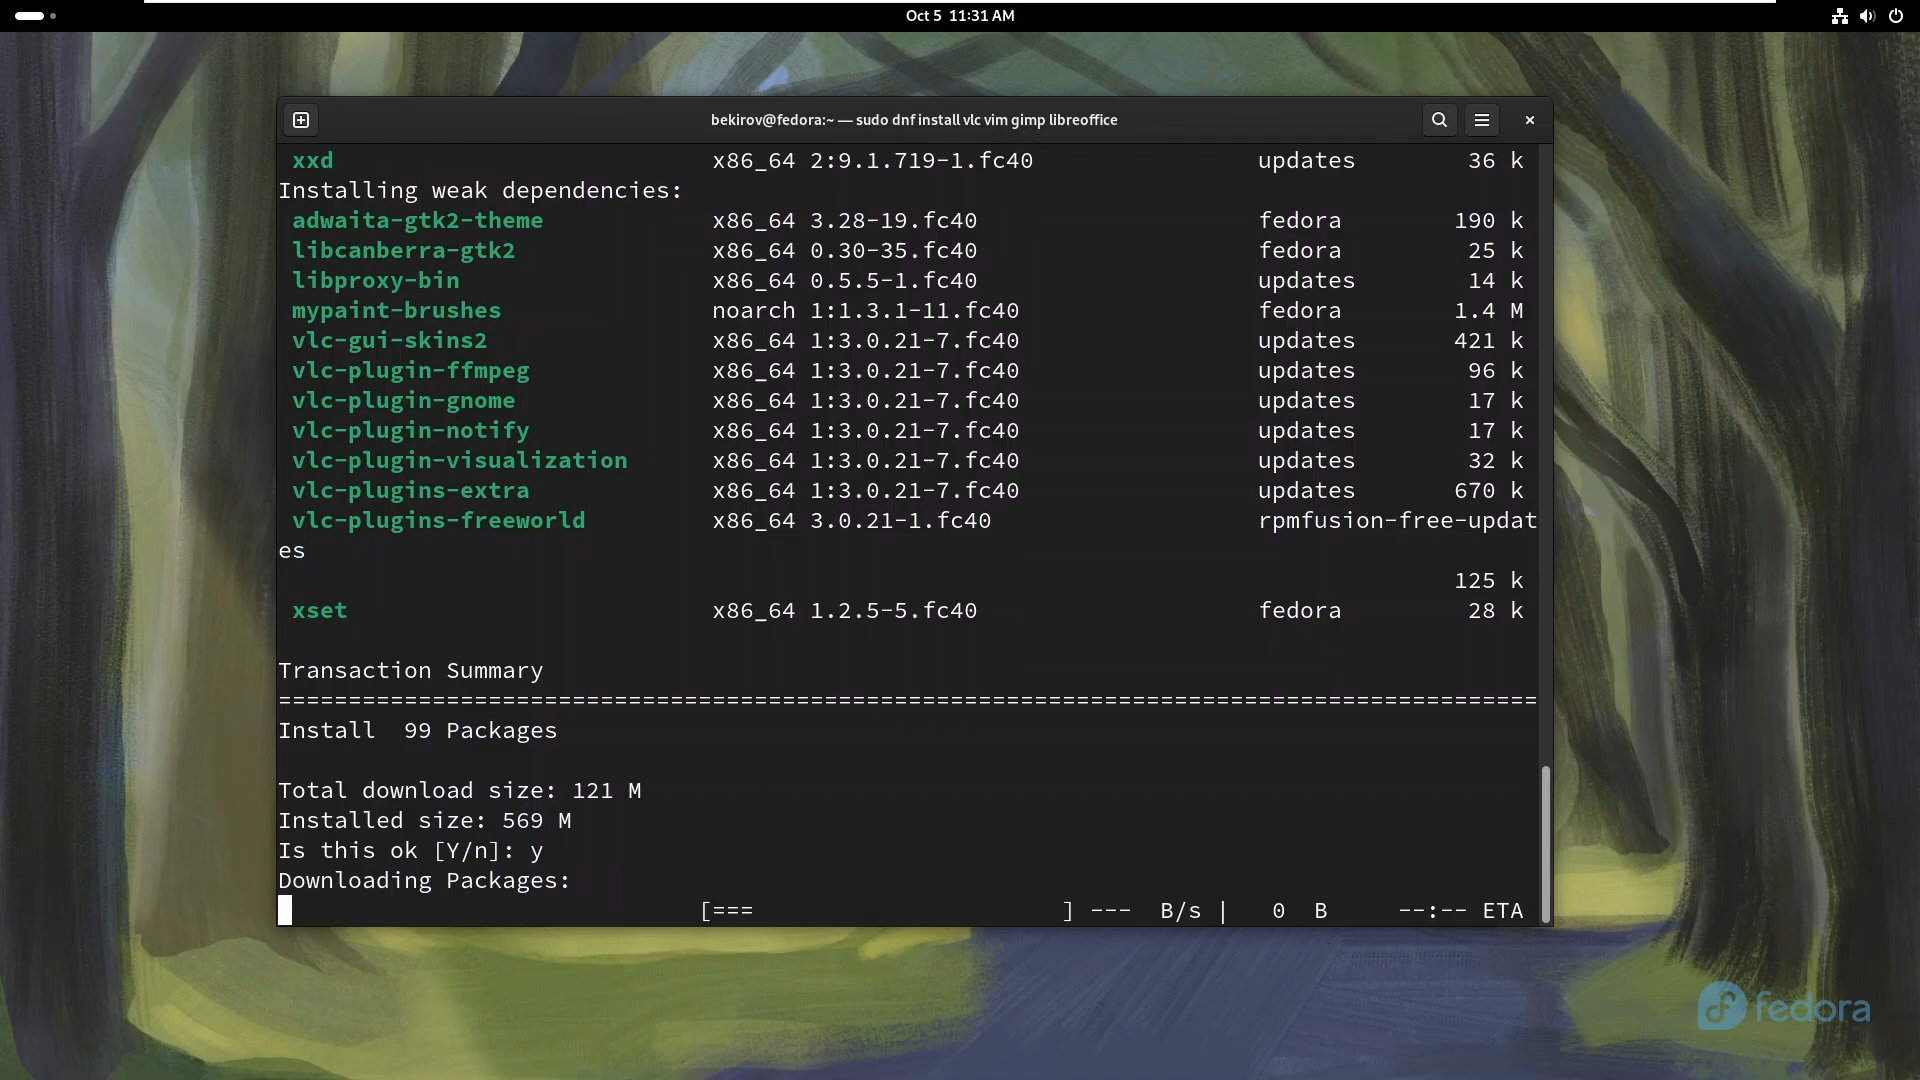 Oct 5 11:31 AM
bekirov@fedora:~ — sudo dnf install vlc vim gimp libreoffice
xxd x86_64 2:9.1.719-1.fc40 updates 36 k
Installing weak dependencies:
adwaita-gtk2-theme x86_64 3.28-19.fc40 fedora 190 k
libcanberra-gtk2 x86_64 0.30-35.fc40 fedora 25 k
libproxy-bin x86_64 0.5.5-1.fc40 updates 14 k
mypaint-brushes noarch 1:1.3.1-11.fc40 fedora 1.4 M
vlc-gui-skins2 x86_64 1:3.0.21-7.fc40 updates 421 k
vlc-plugin-ffmpeg x86_64 1:3.0.21-7.fc40 updates 96 k
vlc-plugin-gnome x86_64 1:3.0.21-7.fc40 updates 17 k
vlc-plugin-notify x86_64 1:3.0.21-7.fc40 updates 17 k
vlc-plugin-visualization x86_64 1:3.0.21-7.fc40 updates 32 k
vlc-plugins-extra x86_64 1:3.0.21-7.fc40 updates 670 k
vlc-plugins-freeworld x86_64 3.0.21-1.fc40 rpmfusion-free-updat
es
125 k
xset x86_64 1.2.5-5.fc40 fedora 28 k
Transaction Summary
==========================================================================================
Install 99 Packages
Total download size: 121 M
Installed size: 569 M
Is this ok [Y/n]: y
Downloading Packages:
[=== ] --- B/s | 0 B --:-- ETA
fedora